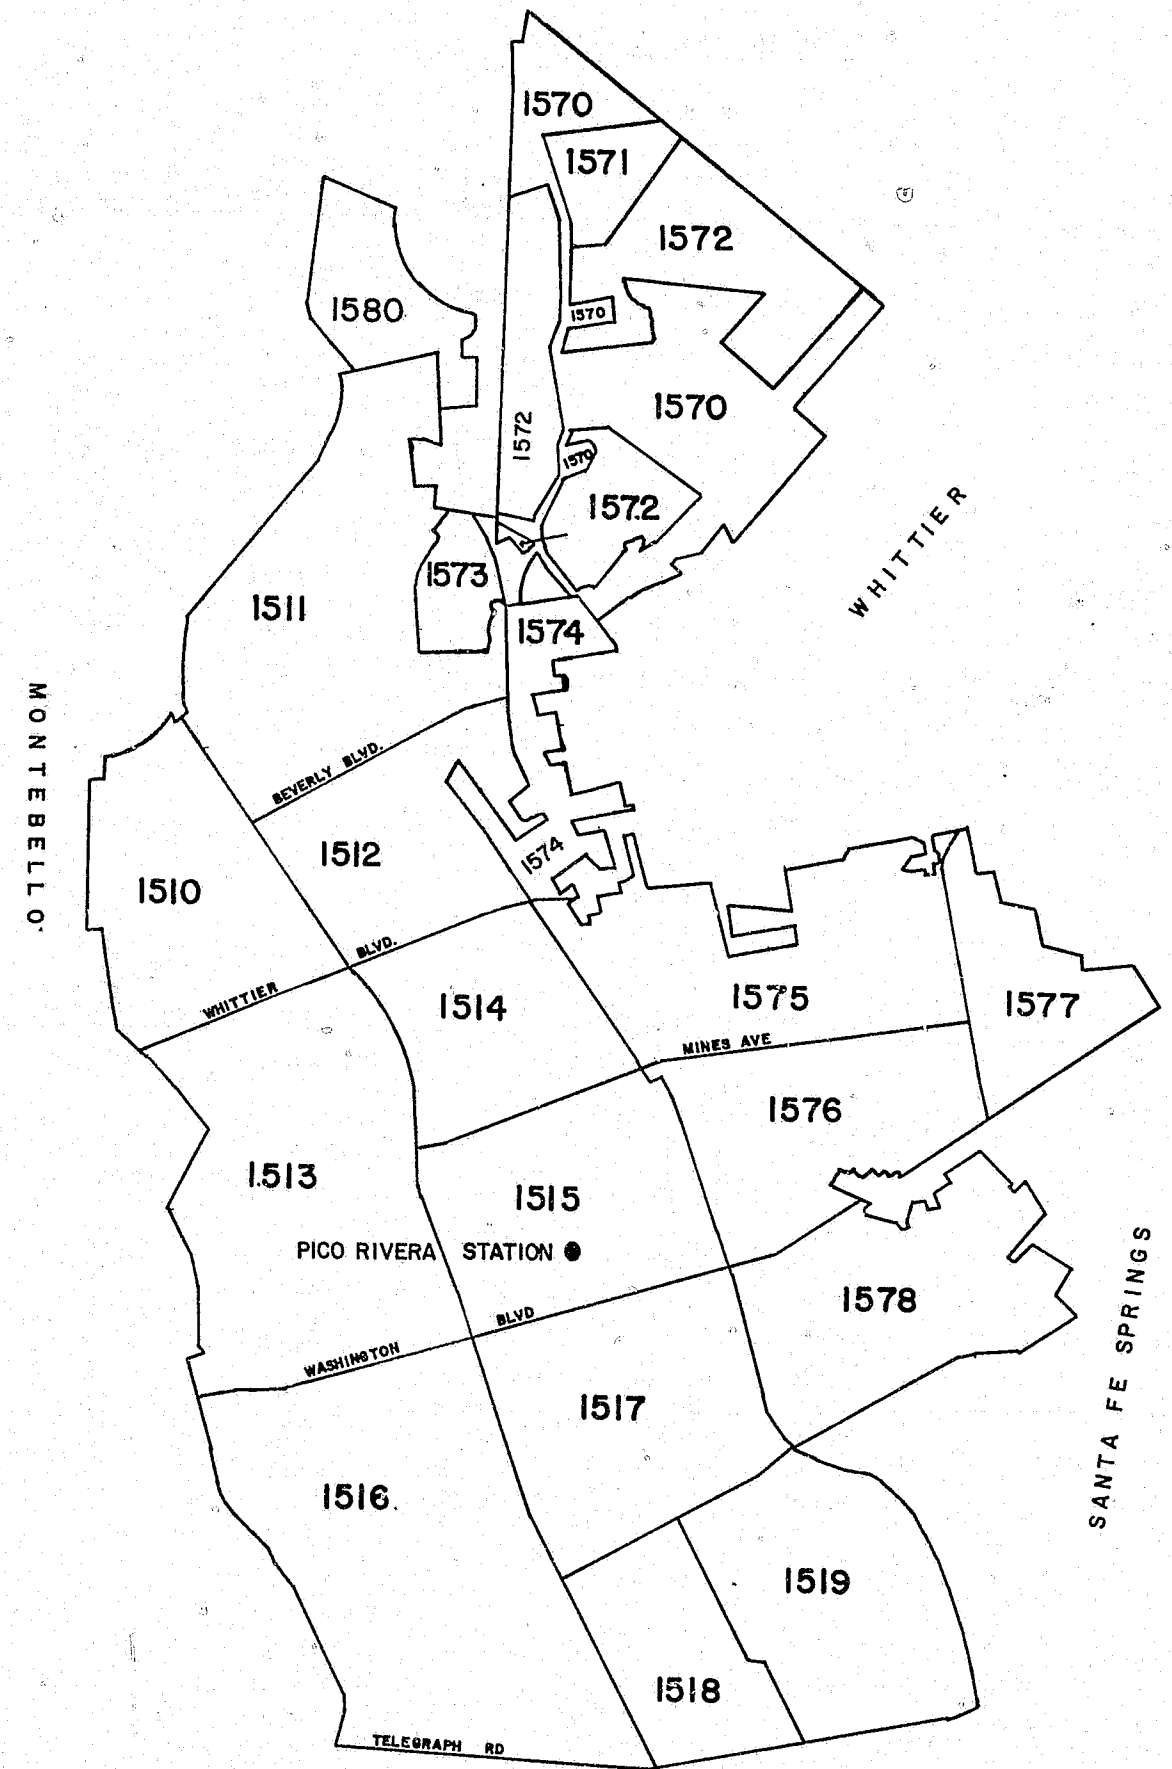 1570
1571
1572
1580
1570
1570
1572
1570
1572
WHITTIER
1573
1511
1574
MONTEBELLO
BEVERLY BLVD.
1512
1574
1510
WHITTIER BLVD.
1514
1575
1577
MINES AVE
1576
1513
1515
PICO RIVERA STATION
1578
SANTA FE SPRINGS
WASHINGTON BLVD
1517
1516
1519
1518
TELEGRAPH RD